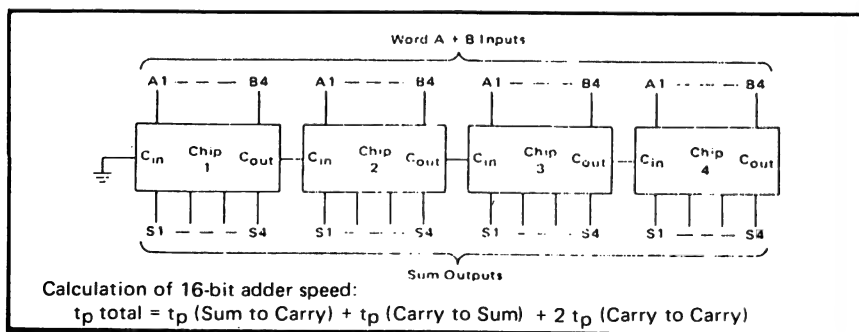 Word A + B Inputs
A1 — — — — B4 A1 — — — — B4 A1 — — — — B4 A1 — — — — B4
Cin Chip 1 Cout Cin Chip 2 Cout Cin Chip 3 Cout Cin Chip 4 Cout
S1 — — — — S4 S1 — — — — S4 S1 — — — — S4 S1 — — — — S4
Sum Outputs
Calculation of 16-bit adder speed:
tp total = tp (Sum to Carry) + tp (Carry to Sum) + 2 tp (Carry to Carry)